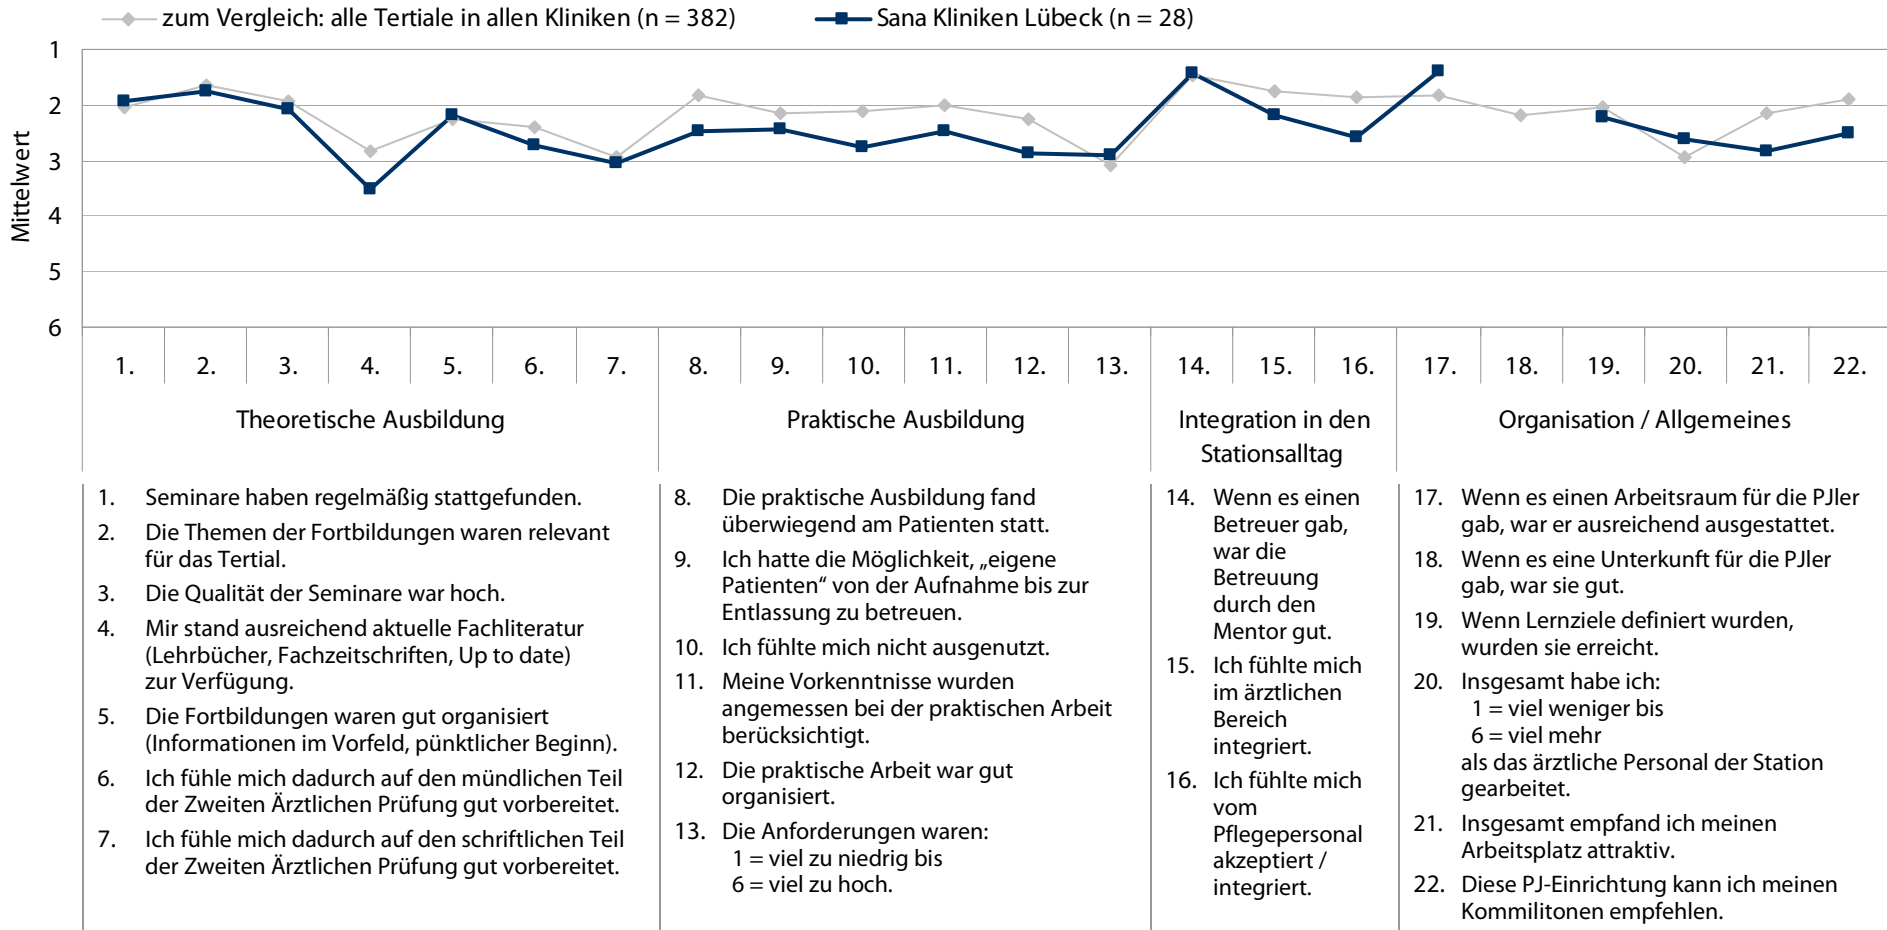 zum Vergleich: alle Tertiale in allen Kliniken (n = 382)
Sana Kliniken Lübeck (n = 28)
Mittelwert
1
2
3
4
5
6
1. 2. 3. 4. 5. 6. 7. 8. 9. 10. 11. 12. 13. 14. 15. 16. 17. 18. 19. 20. 21. 22.
Theoretische Ausbildung
Praktische Ausbildung
Integration in den
Stationsalltag
Organisation / Allgemeines
1. Seminare haben regelmäßig stattgefunden.
2. Die Themen der Fortbildungen waren relevant
für das Tertial.
3. Die Qualität der Seminare war hoch.
4. Mir stand ausreichend aktuelle Fachliteratur
(Lehrbücher, Fachzeitschriften, Up to date)
zur Verfügung.
5. Die Fortbildungen waren gut organisiert
(Informationen im Vorfeld, pünktlicher Beginn).
6. Ich fühle mich dadurch auf den mündlichen Teil
der Zweiten Ärztlichen Prüfung gut vorbereitet.
7. Ich fühle mich dadurch auf den schriftlichen Teil
der Zweiten Ärztlichen Prüfung gut vorbereitet.
8. Die praktische Ausbildung fand
überwiegend am Patienten statt.
9. Ich hatte die Möglichkeit, „eigene
Patienten“ von der Aufnahme bis zur
Entlassung zu betreuen.
10. Ich fühlte mich nicht ausgenutzt.
11. Meine Vorkenntnisse wurden
angemessen bei der praktischen Arbeit
berücksichtigt.
12. Die praktische Arbeit war gut
organisiert.
13. Die Anforderungen waren:
1 = viel zu niedrig bis
6 = viel zu hoch.
14. Wenn es einen
Betreuer gab,
war die
Betreuung
durch den
Mentor gut.
15. Ich fühlte mich
im ärztlichen
Bereich
integriert.
16. Ich fühlte mich
vom
Pflegepersonal
akzeptiert /
integriert.
17. Wenn es einen Arbeitsraum für die PJler
gab, war er ausreichend ausgestattet.
18. Wenn es eine Unterkunft für die PJler
gab, war sie gut.
19. Wenn Lernziele definiert wurden,
wurden sie erreicht.
20. Insgesamt habe ich:
1 = viel weniger bis
6 = viel mehr
als das ärztliche Personal der Station
gearbeitet.
21. Insgesamt empfand ich meinen
Arbeitsplatz attraktiv.
22. Diese PJ-Einrichtung kann ich meinen
Kommilitonen empfehlen.